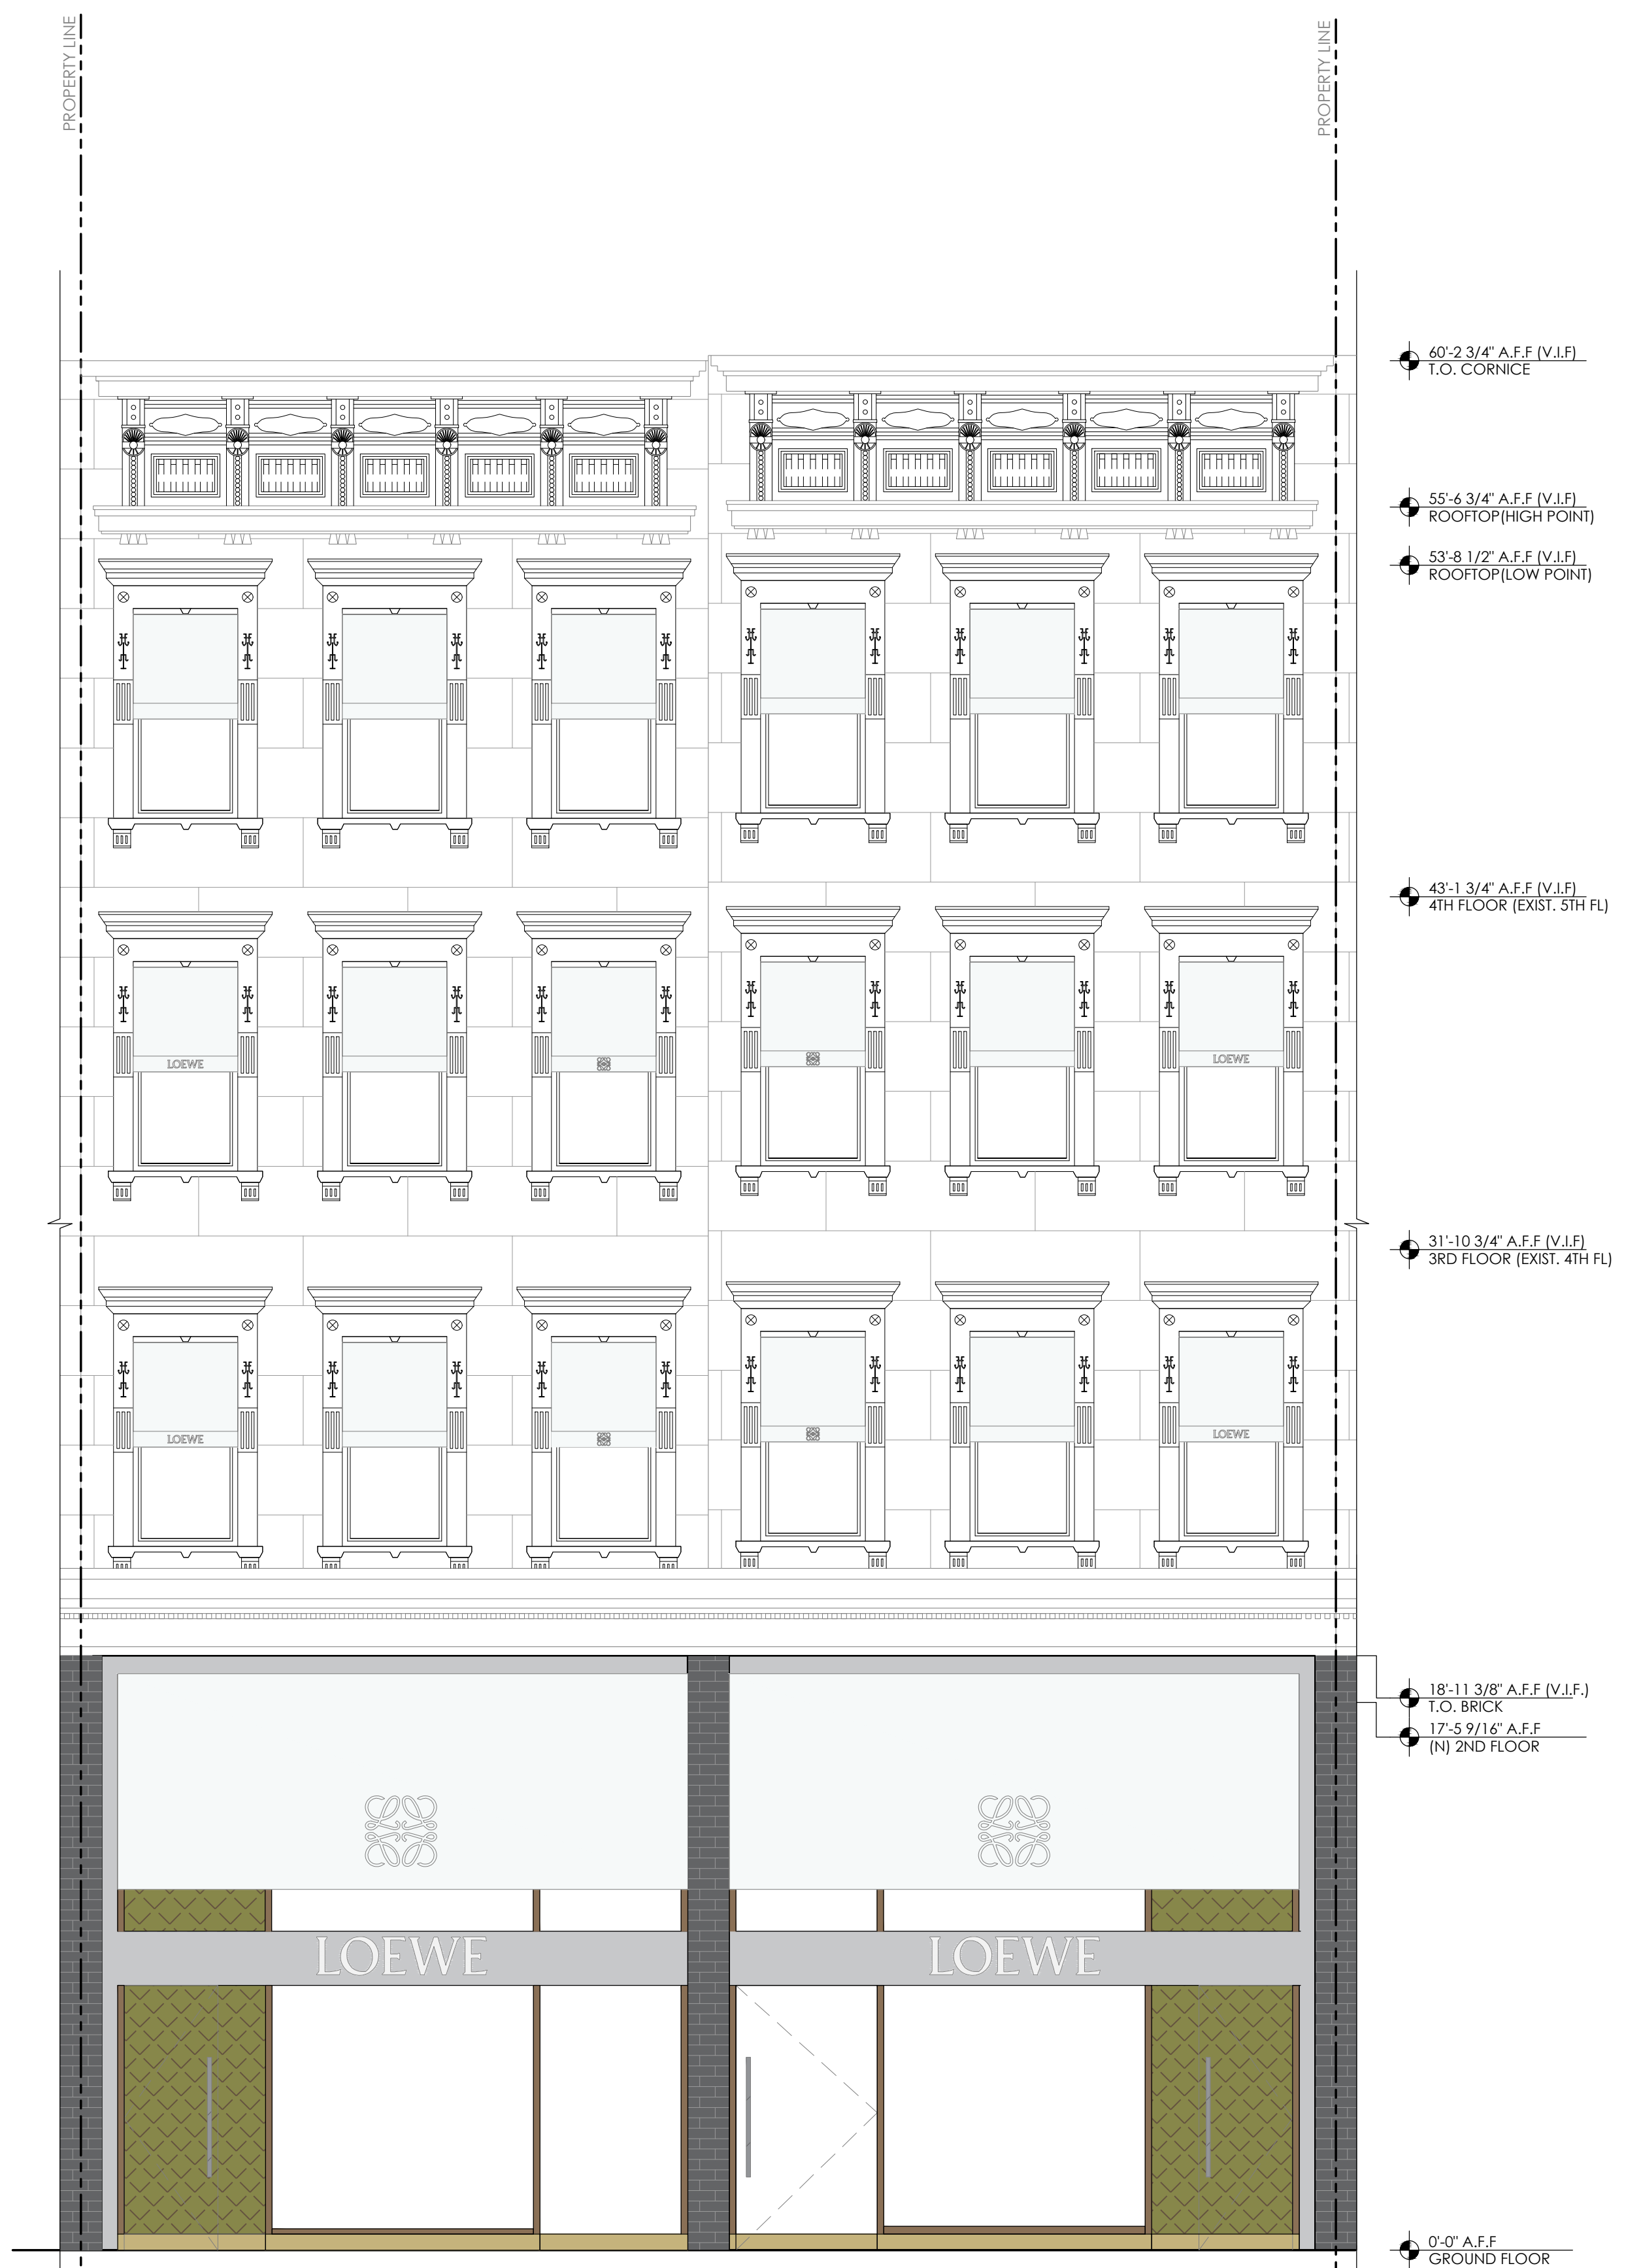 PROPERTY LINE
PROPERTY LINE
60'-2 3/4" A.F.F (V.I.F)
T.O. CORNICE
55'-6 3/4" A.F.F (V.I.F)
ROOFTOP(HIGH POINT)
53'-8 1/2" A.F.F (V.I.F)
ROOFTOP(LOW POINT)
43'-1 3/4" A.F.F (V.I.F)
4TH FLOOR (EXIST. 5TH FL)
LOEWE
LOEWE
31'-10 3/4" A.F.F (V.I.F)
3RD FLOOR (EXIST. 4TH FL)
LOEWE
LOEWE
18'-11 3/8" A.F.F (V.I.F.)
T.O. BRICK
17'-5 9/16" A.F.F
(N) 2ND FLOOR
LOEWE
LOEWE
0'-0" A.F.F
GROUND FLOOR